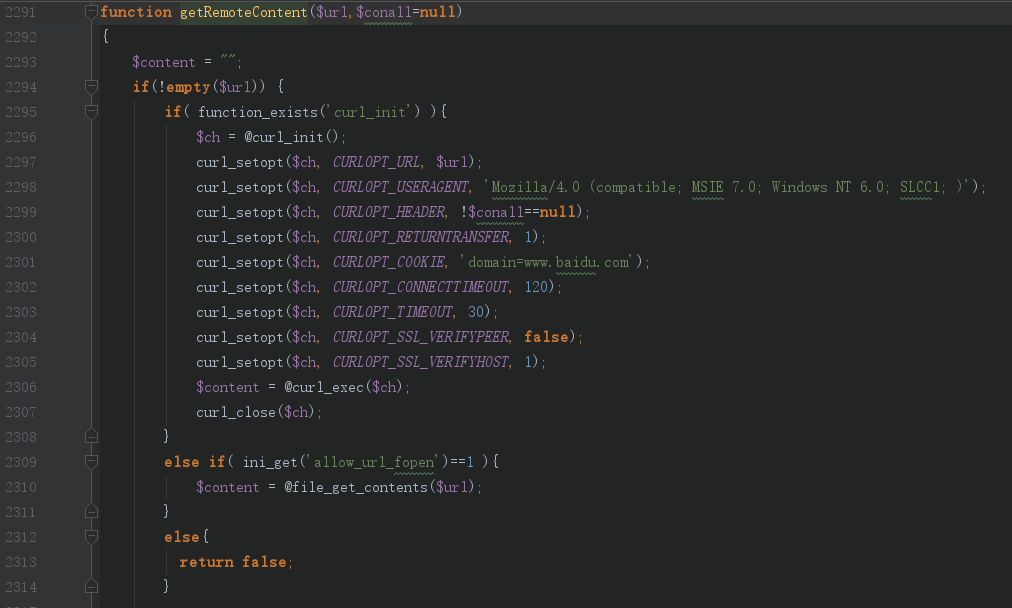 2291 function getRemoteContent($url,$conall=null)
2292 {
2293 $content = "";
2294 if(!empty($url)) {
2295 if( function_exists('curl_init') ){
2296 $ch = @curl_init();
2297 curl_setopt($ch, CURLOPT_URL, $url);
2298 curl_setopt($ch, CURLOPT_USERAGENT, 'Mozilla/4.0 (compatible; MSIE 7.0; Windows NT 6.0; SLCC1; )');
2299 curl_setopt($ch, CURLOPT_HEADER, !$conall==null);
2300 curl_setopt($ch, CURLOPT_RETURNTRANSFER, 1);
2301 curl_setopt($ch, CURLOPT_COOKIE, 'domain=www.baidu.com');
2302 curl_setopt($ch, CURLOPT_CONNECTTIMEOUT, 120);
2303 curl_setopt($ch, CURLOPT_TIMEOUT, 30);
2304 curl_setopt($ch, CURLOPT_SSL_VERIFYPEER, false);
2305 curl_setopt($ch, CURLOPT_SSL_VERIFYHOST, 1);
2306 $content = @curl_exec($ch);
2307 curl_close($ch);
2308 }
2309 else if( ini_get('allow_url_fopen')==1 ){
2310 $content = @file_get_contents($url);
2311 }
2312 else{
2313 return false;
2314 }